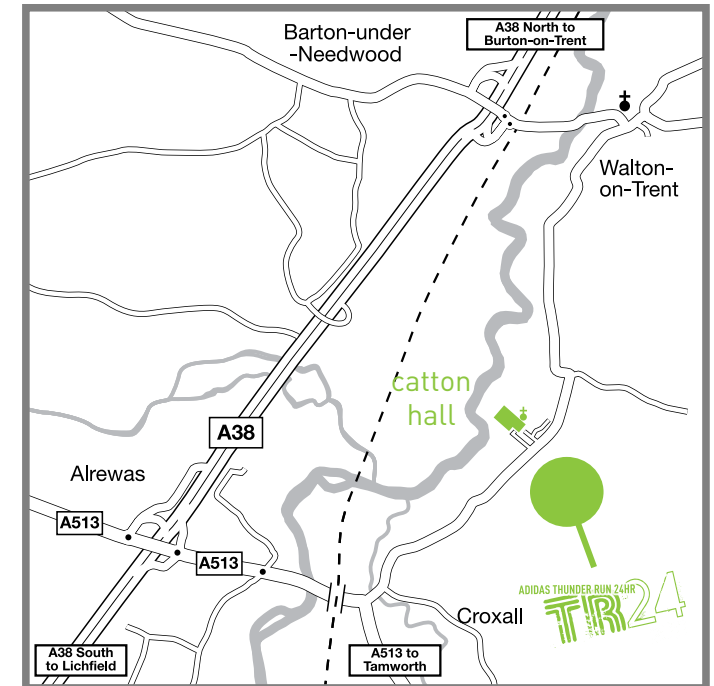 A38 North to
Burton-on-Trent
Barton-under
-Needwood
Walton-
on-Trent
catton
hall
A38
Alrewas
A513
A513
ADIDAS THUNDER RUN 24HR
TR24
Croxall
A38 South
to Lichfield
A513 to
Tamworth